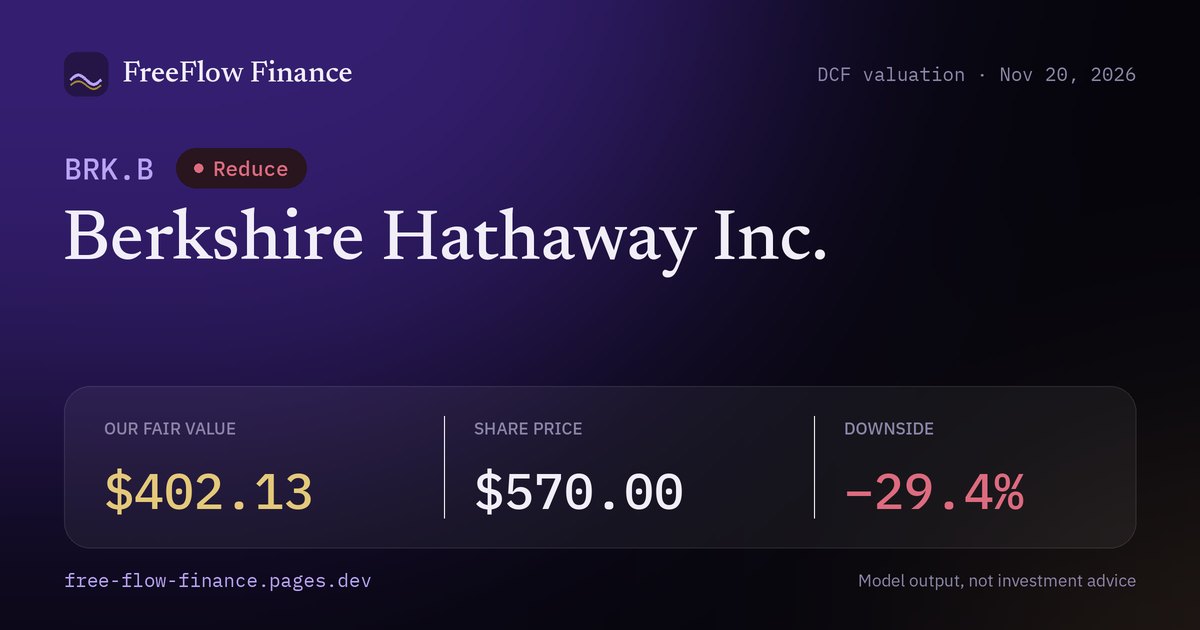 FreeFlow Finance
DCF valuation · Nov 20, 2026
BRK.B
Reduce
Berkshire Hathaway Inc.
OUR FAIR VALUE
$402.13
SHARE PRICE
$570.00
DOWNSIDE
−29.4%
free-flow-finance.pages.dev
Model output, not investment advice